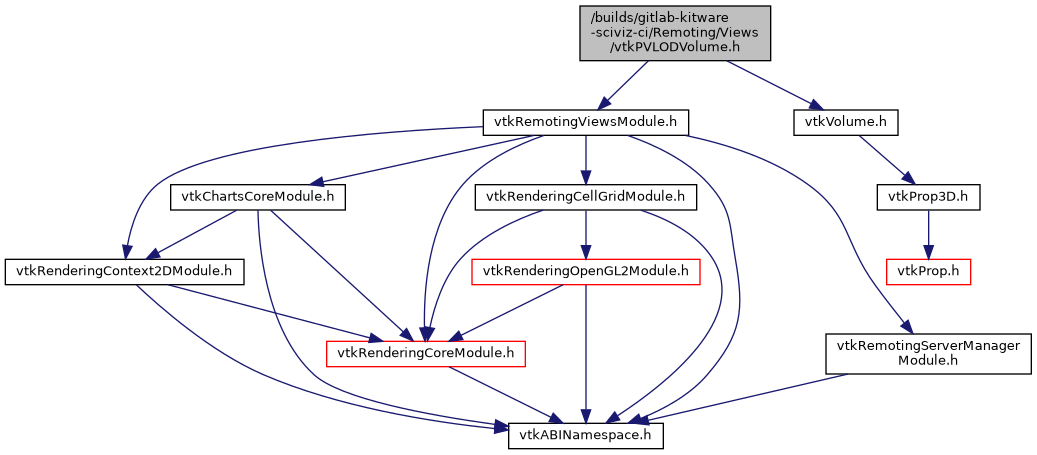 /builds/gitlab-kitware
-sciviz-ci/Remoting/Views
/vtkPVLODVolume.h
vtkRemotingViewsModule.h
vtkVolume.h
vtkChartsCoreModule.h
vtkRenderingCellGridModule.h
vtkProp3D.h
vtkRenderingContext2DModule.h
vtkRenderingOpenGL2Module.h
vtkProp.h
vtkRenderingCoreModule.h
vtkRemotingServerManager
Module.h
vtkABINamespace.h